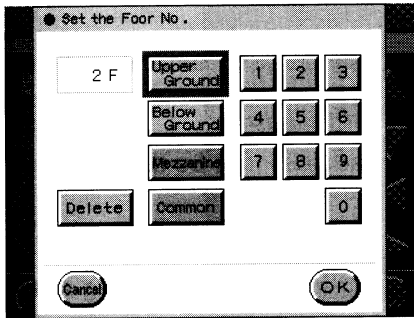 ● Set the Foor No.
2 F
Upper Ground
1 2 3
Below Ground
4 5 6
Mezzanine
7 8 9
Delete
Common
0
Cancel
OK